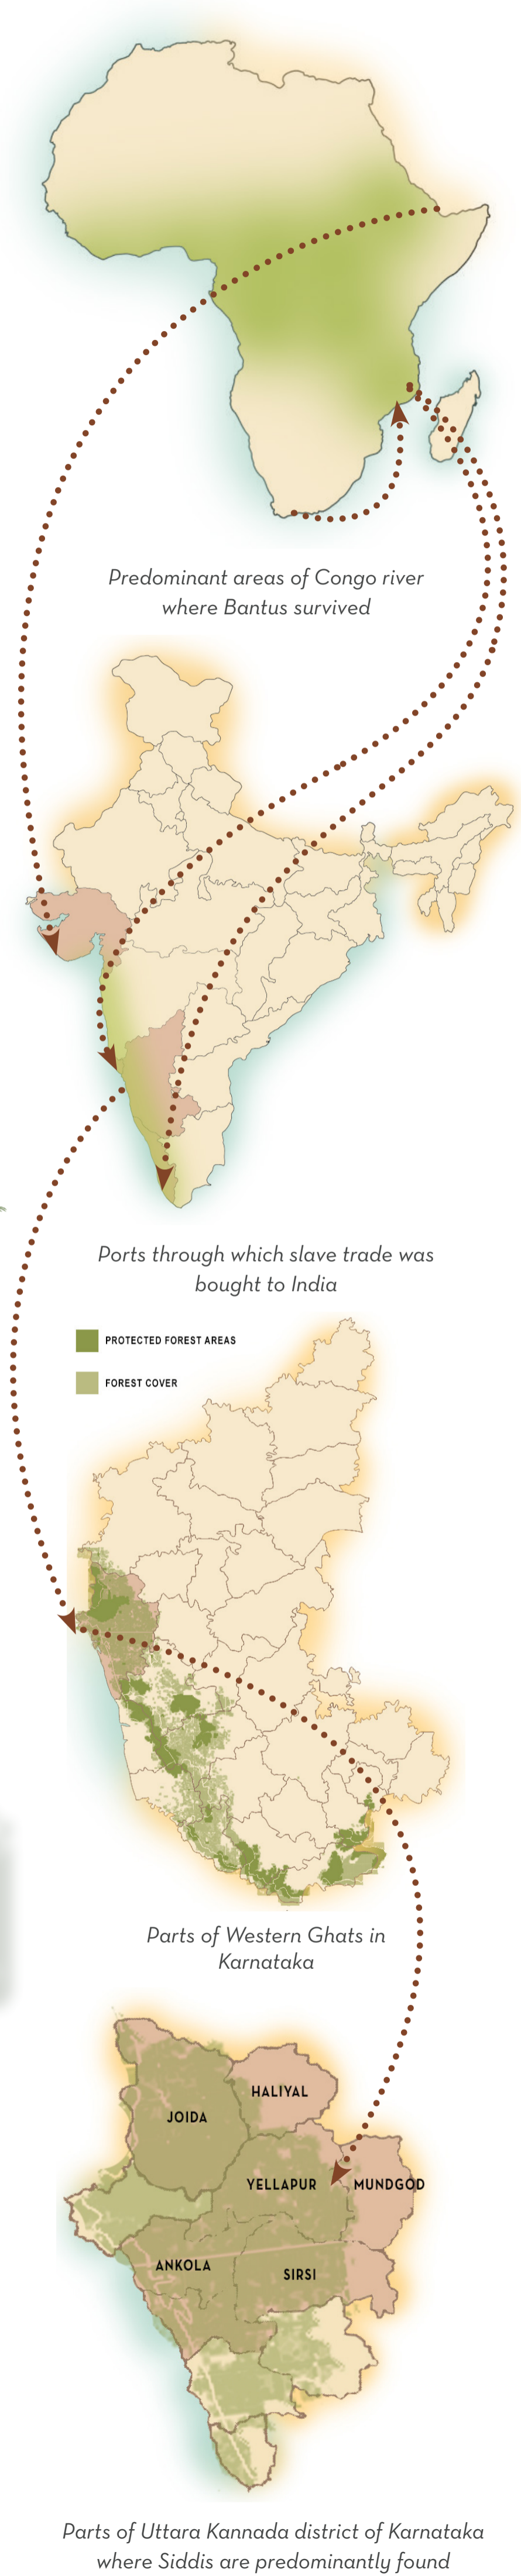 Predominant areas of Congo river
where Bantus survived
Ports through which slave trade was
bought to India
PROTECTED FOREST AREAS
FOREST COVER
Parts of Western Ghats in
Karnataka
HALIYAL
JOIDA
YELLAPUR
MUNDGOD
ANKOLA
SIRSI
Parts of Uttara Kannada district of Karnataka
where Siddis are predominantly found